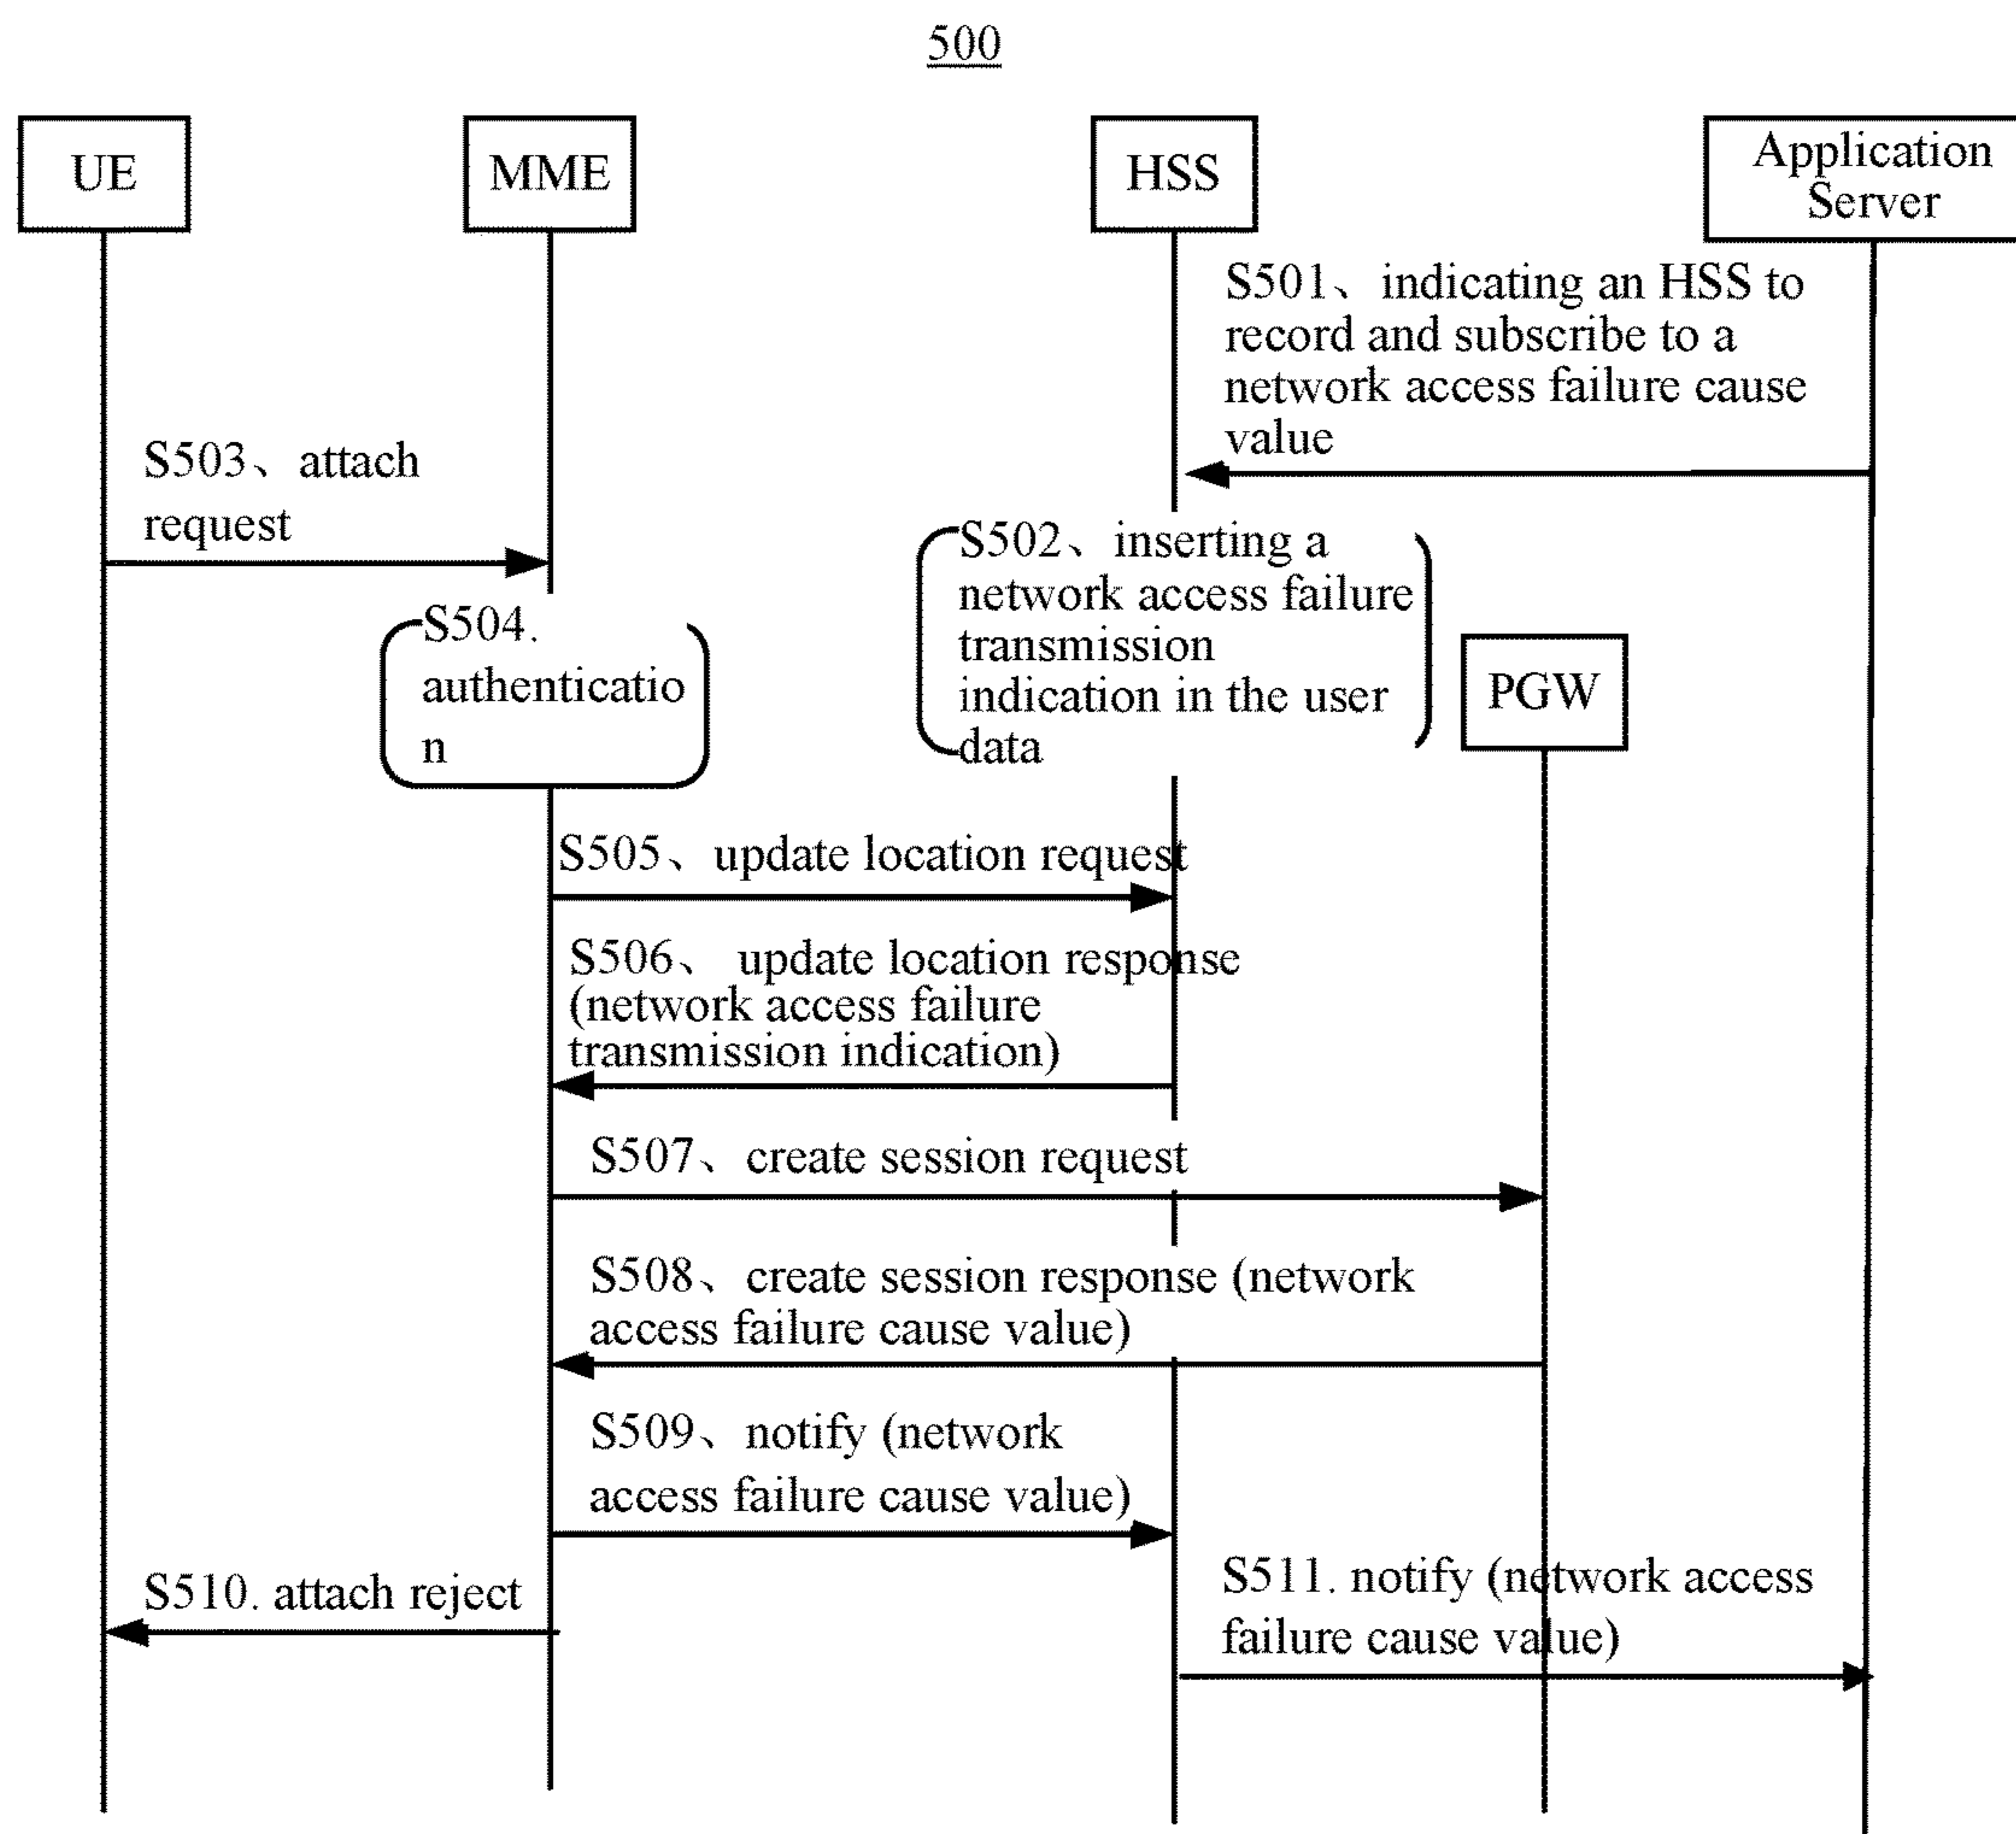 500
UE
MME
HSS
Application
Server
S501、indicating an HSS to
record and subscribe to a
network access failure cause
value
S503、attach
request
S502、inserting a
network access failure
transmission
indication in the user
data
S504.
authenticatio
n
PGW
S505、update location request
S506、 update location response
(network access failure
transmission indication)
S507、create session request
S508、create session response (network
access failure cause value)
S509、notify (network
access failure cause value)
S510. attach reject
S511. notify (network access
failure cause value)